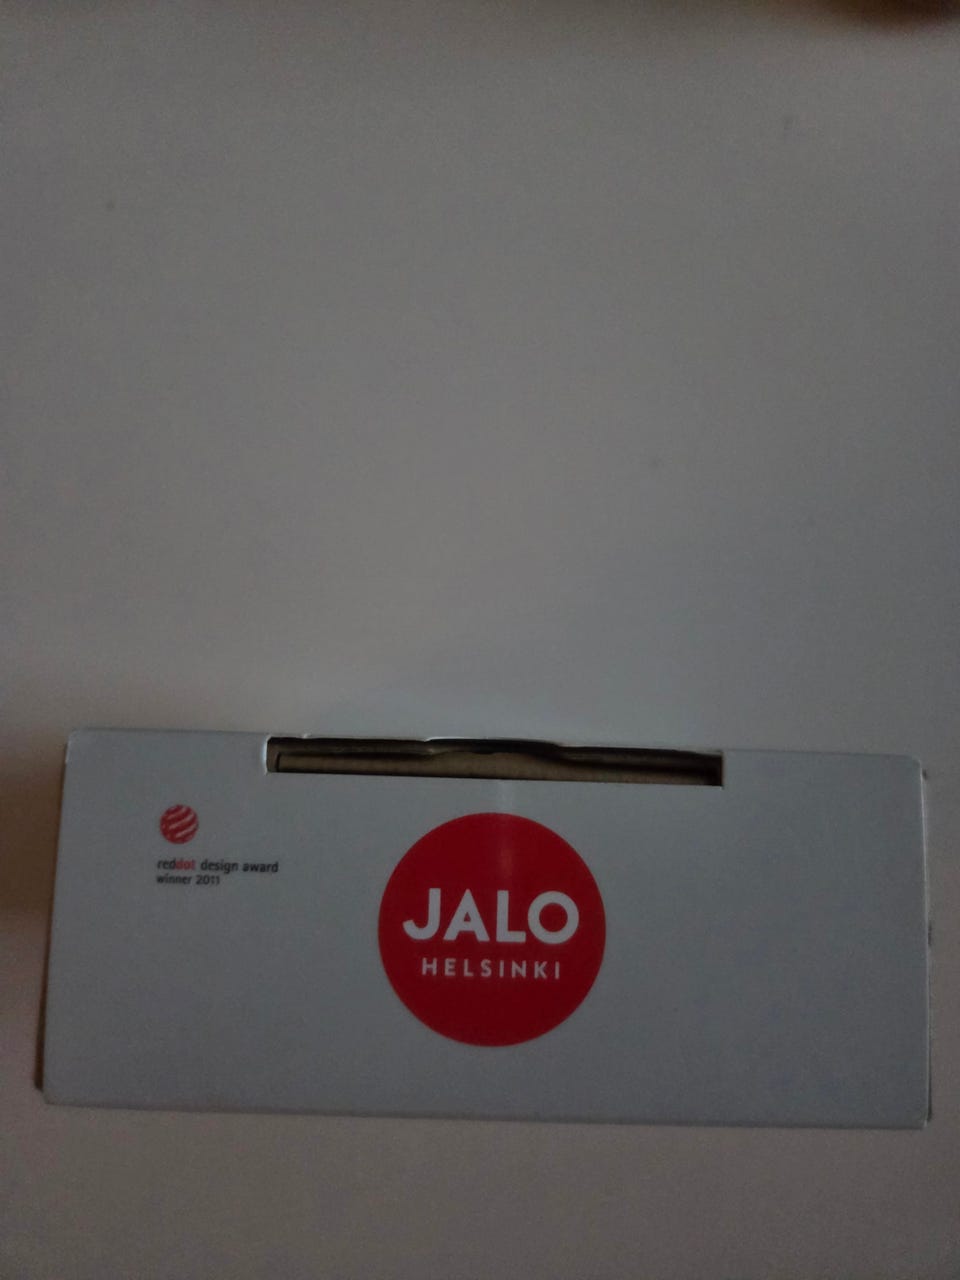 reddot design award
winner 2011
JALO
HELSINKI